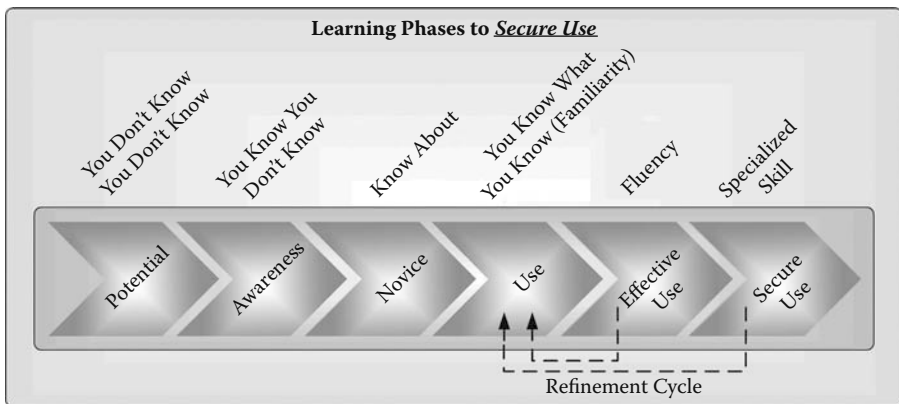 Learning Phases to Secure Use
You Don't Know
You Don't Know
You Know You
Don't Know
Know About
You Know What
You Know (Familiarity)
Fluency
Specialized
Skill
Potential
Awareness
Novice
Use
Effective
Use
Secure
Use
Refinement Cycle